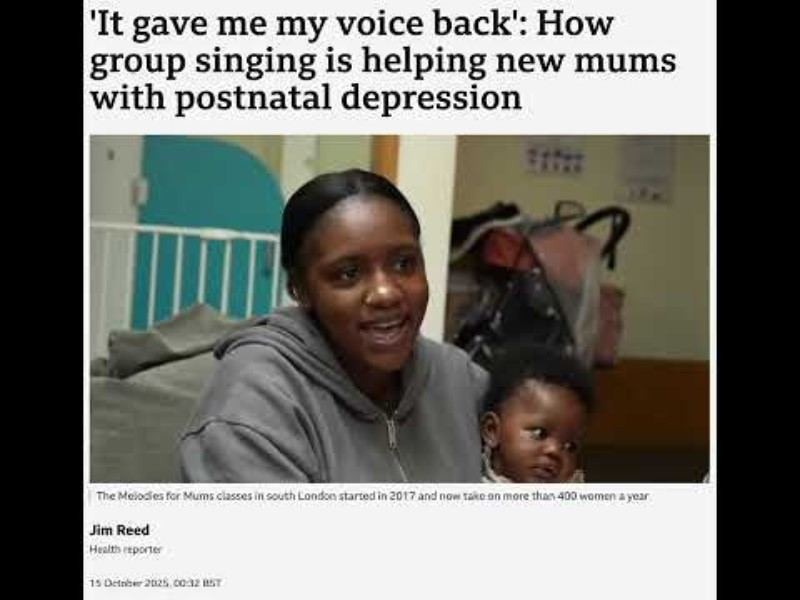 'It gave me my voice back': How
group singing is helping new mums
with postnatal depression
The Melodies for Mums classes in south London started in 2017 and now take on more than 400 women a year
Jim Reed
Health reporter
15 October 2025, 00:32 BST